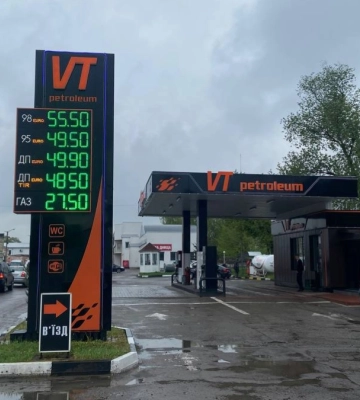 VT
petroleum
98 EURO 55.50
95 EURO 49.50
ДП EURO 49.90
ДП EURO 48.50
TIR
ГАЗ 27.50
WC
В'ЇЗД
VT petroleum